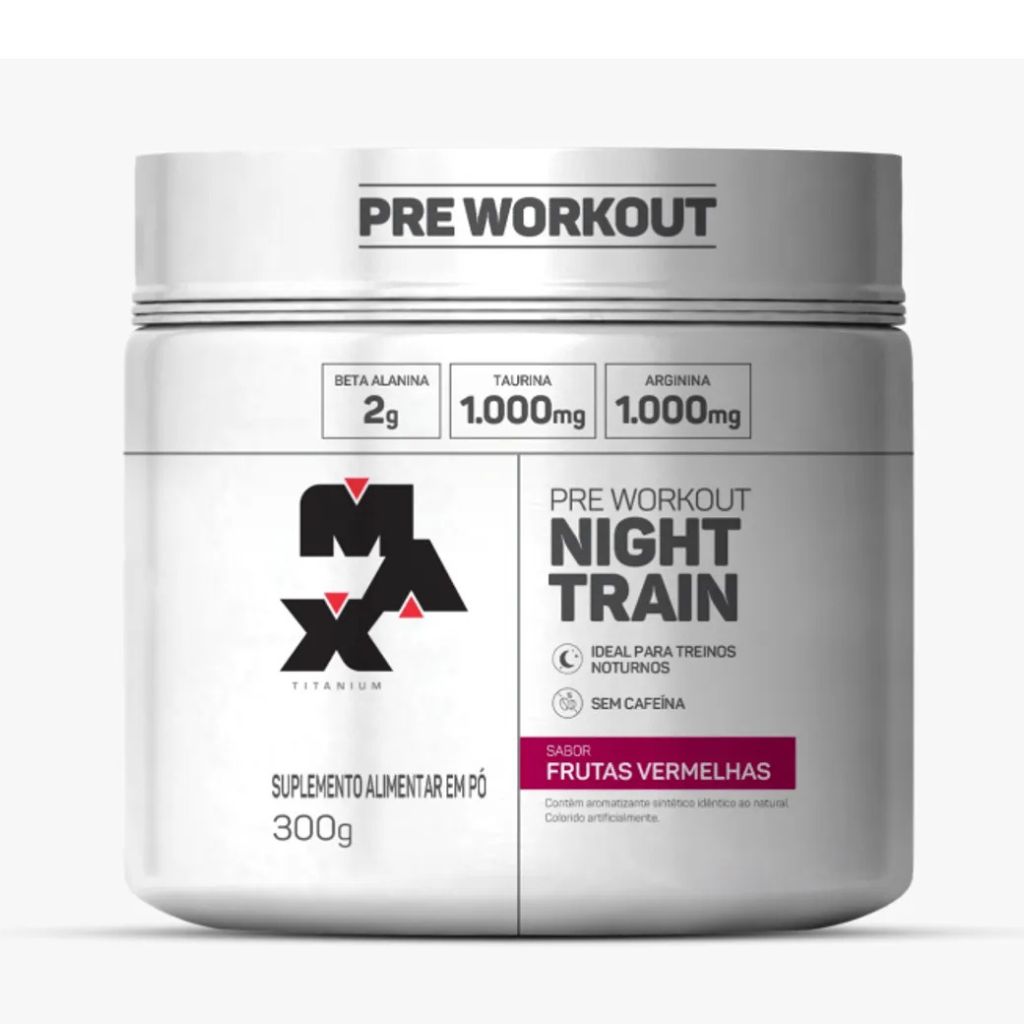 PRE WORKOUT
BETA ALANINA
2g
TAURINA
1.000mg
ARGININA
1.000mg
MAX
TITANIUM
PRE WORKOUT
NIGHT
TRAIN
IDEAL PARA TREINOS
NOTURNOS
SEM CAFEÍNA
SABOR
FRUTAS VERMELHAS
Contém aromatizante sintético idêntico ao natural.
Colorido artificialmente.
SUPLEMENTO ALIMENTAR EM PÓ
300g